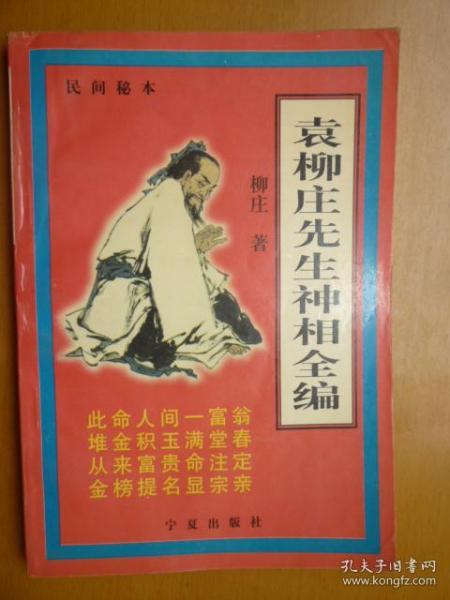 民间秘本
袁柳庄先生神相全编
柳庄 著
此命人间一富翁
堆金积玉满堂春
从来富贵命注定
金榜提名显宗亲
宁夏出版社
孔夫子旧书网
www.kongfz.com